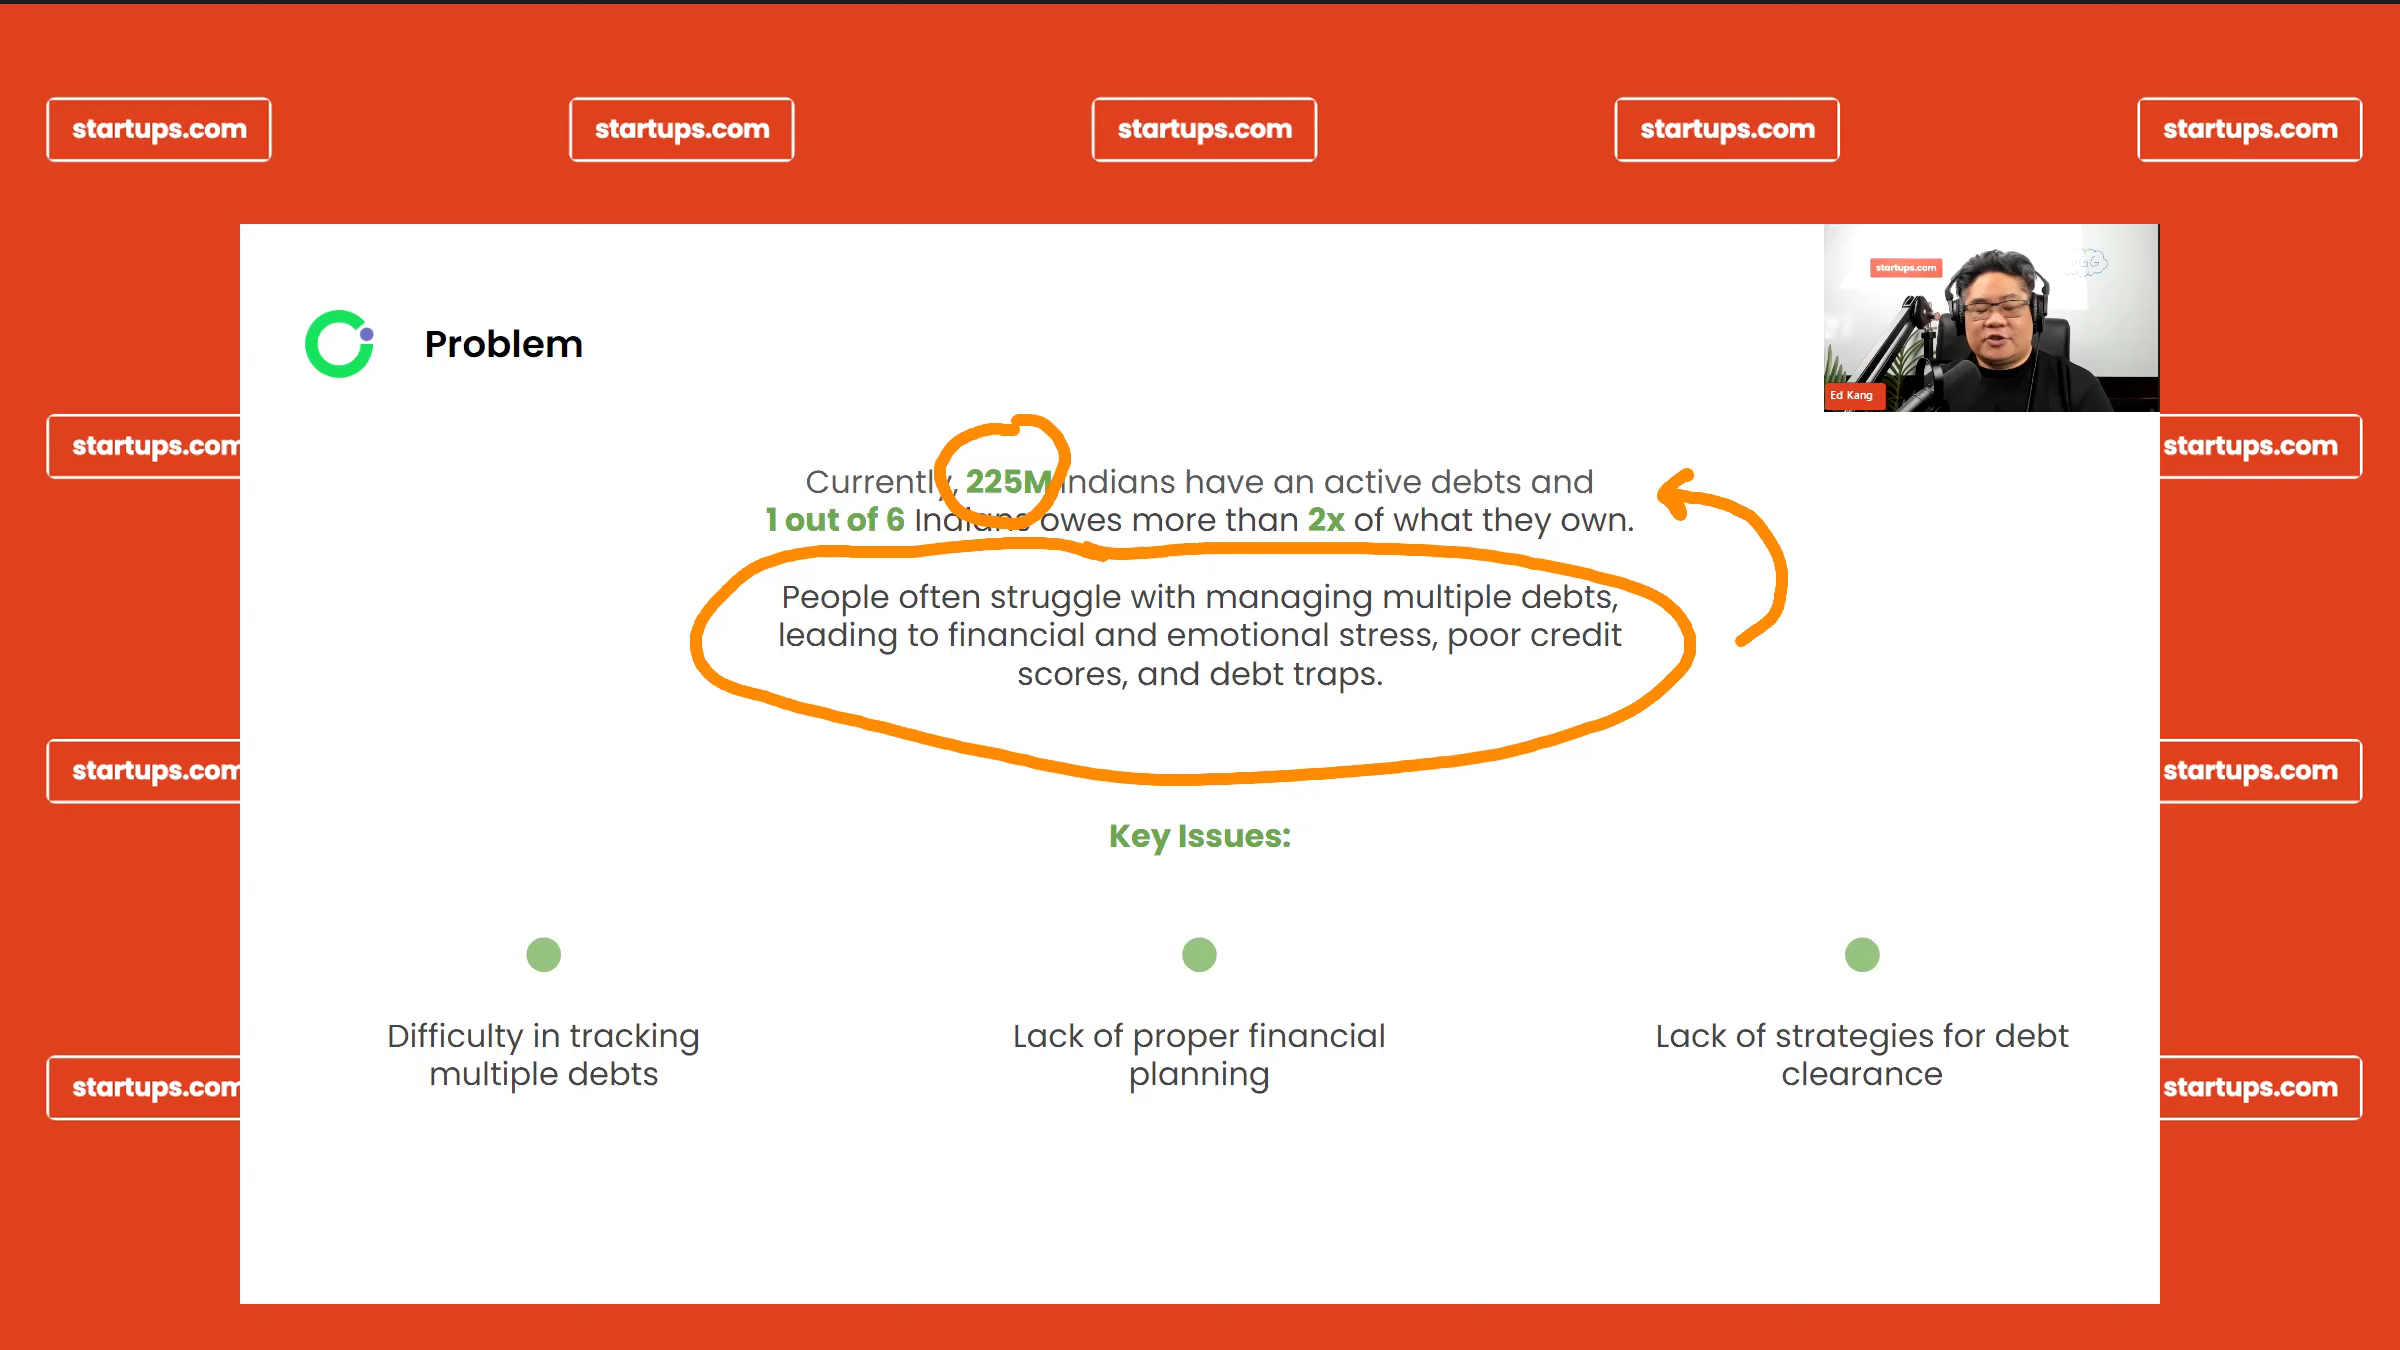 startups.com
startups.com
startups.com
startups.com
startups.com
startups.com
Ed Kang
Problem
startups.com
startups.com
Currently, 225M Indians have an active debts and
1 out of 6 Indians owes more than 2x of what they own.
People often struggle with managing multiple debts,
leading to financial and emotional stress, poor credit
scores, and debt traps.
startups.com
startups.com
Key Issues:
Difficulty in tracking
multiple debts
Lack of proper financial
planning
Lack of strategies for debt
clearance
startups.com
startups.com